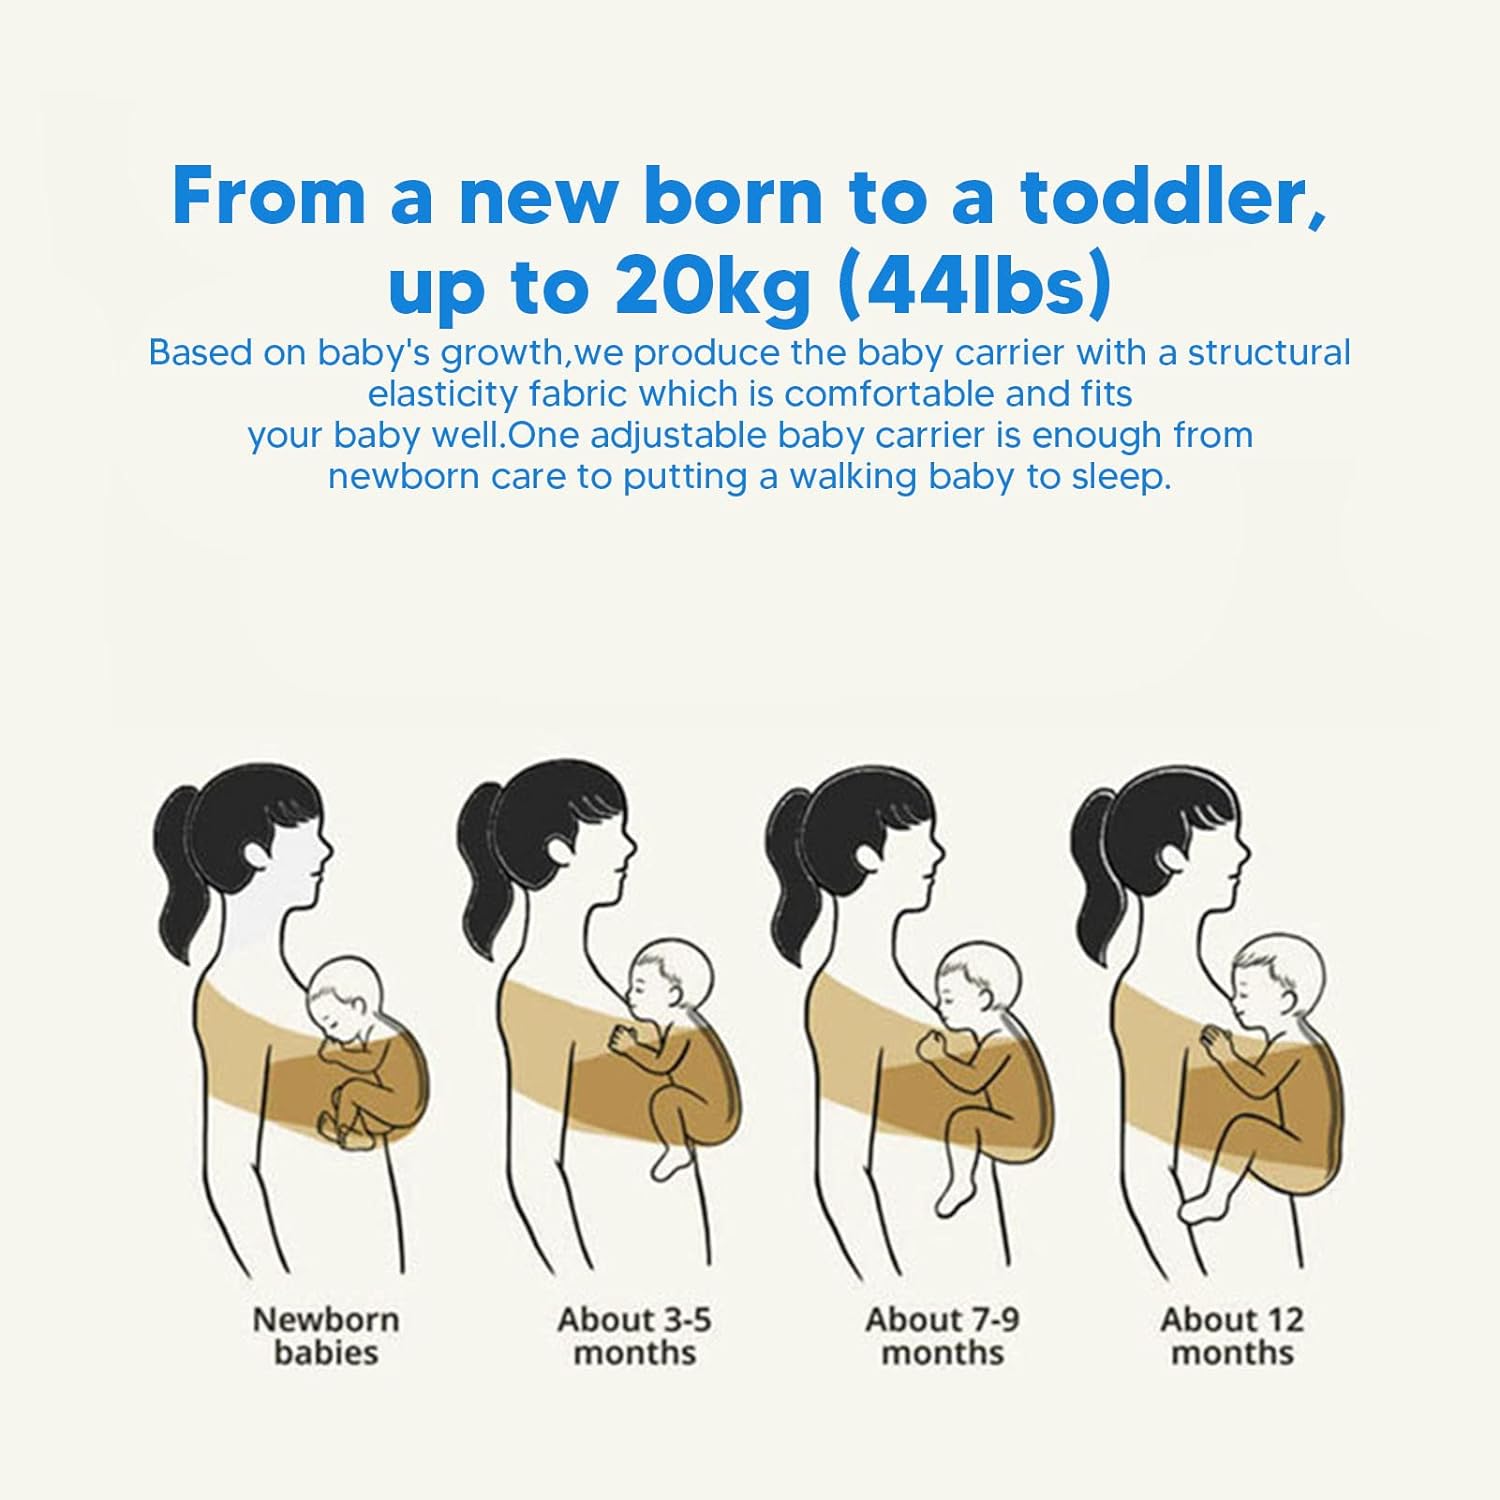 From a new born to a toddler,
up to 20kg (44lbs)
Based on baby's growth,we produce the baby carrier with a structural
elasticity fabric which is comfortable and fits
your baby well.One adjustable baby carrier is enough from
newborn care to putting a walking baby to sleep.
Newborn
babies
About 3-5
months
About 7-9
months
About 12
months